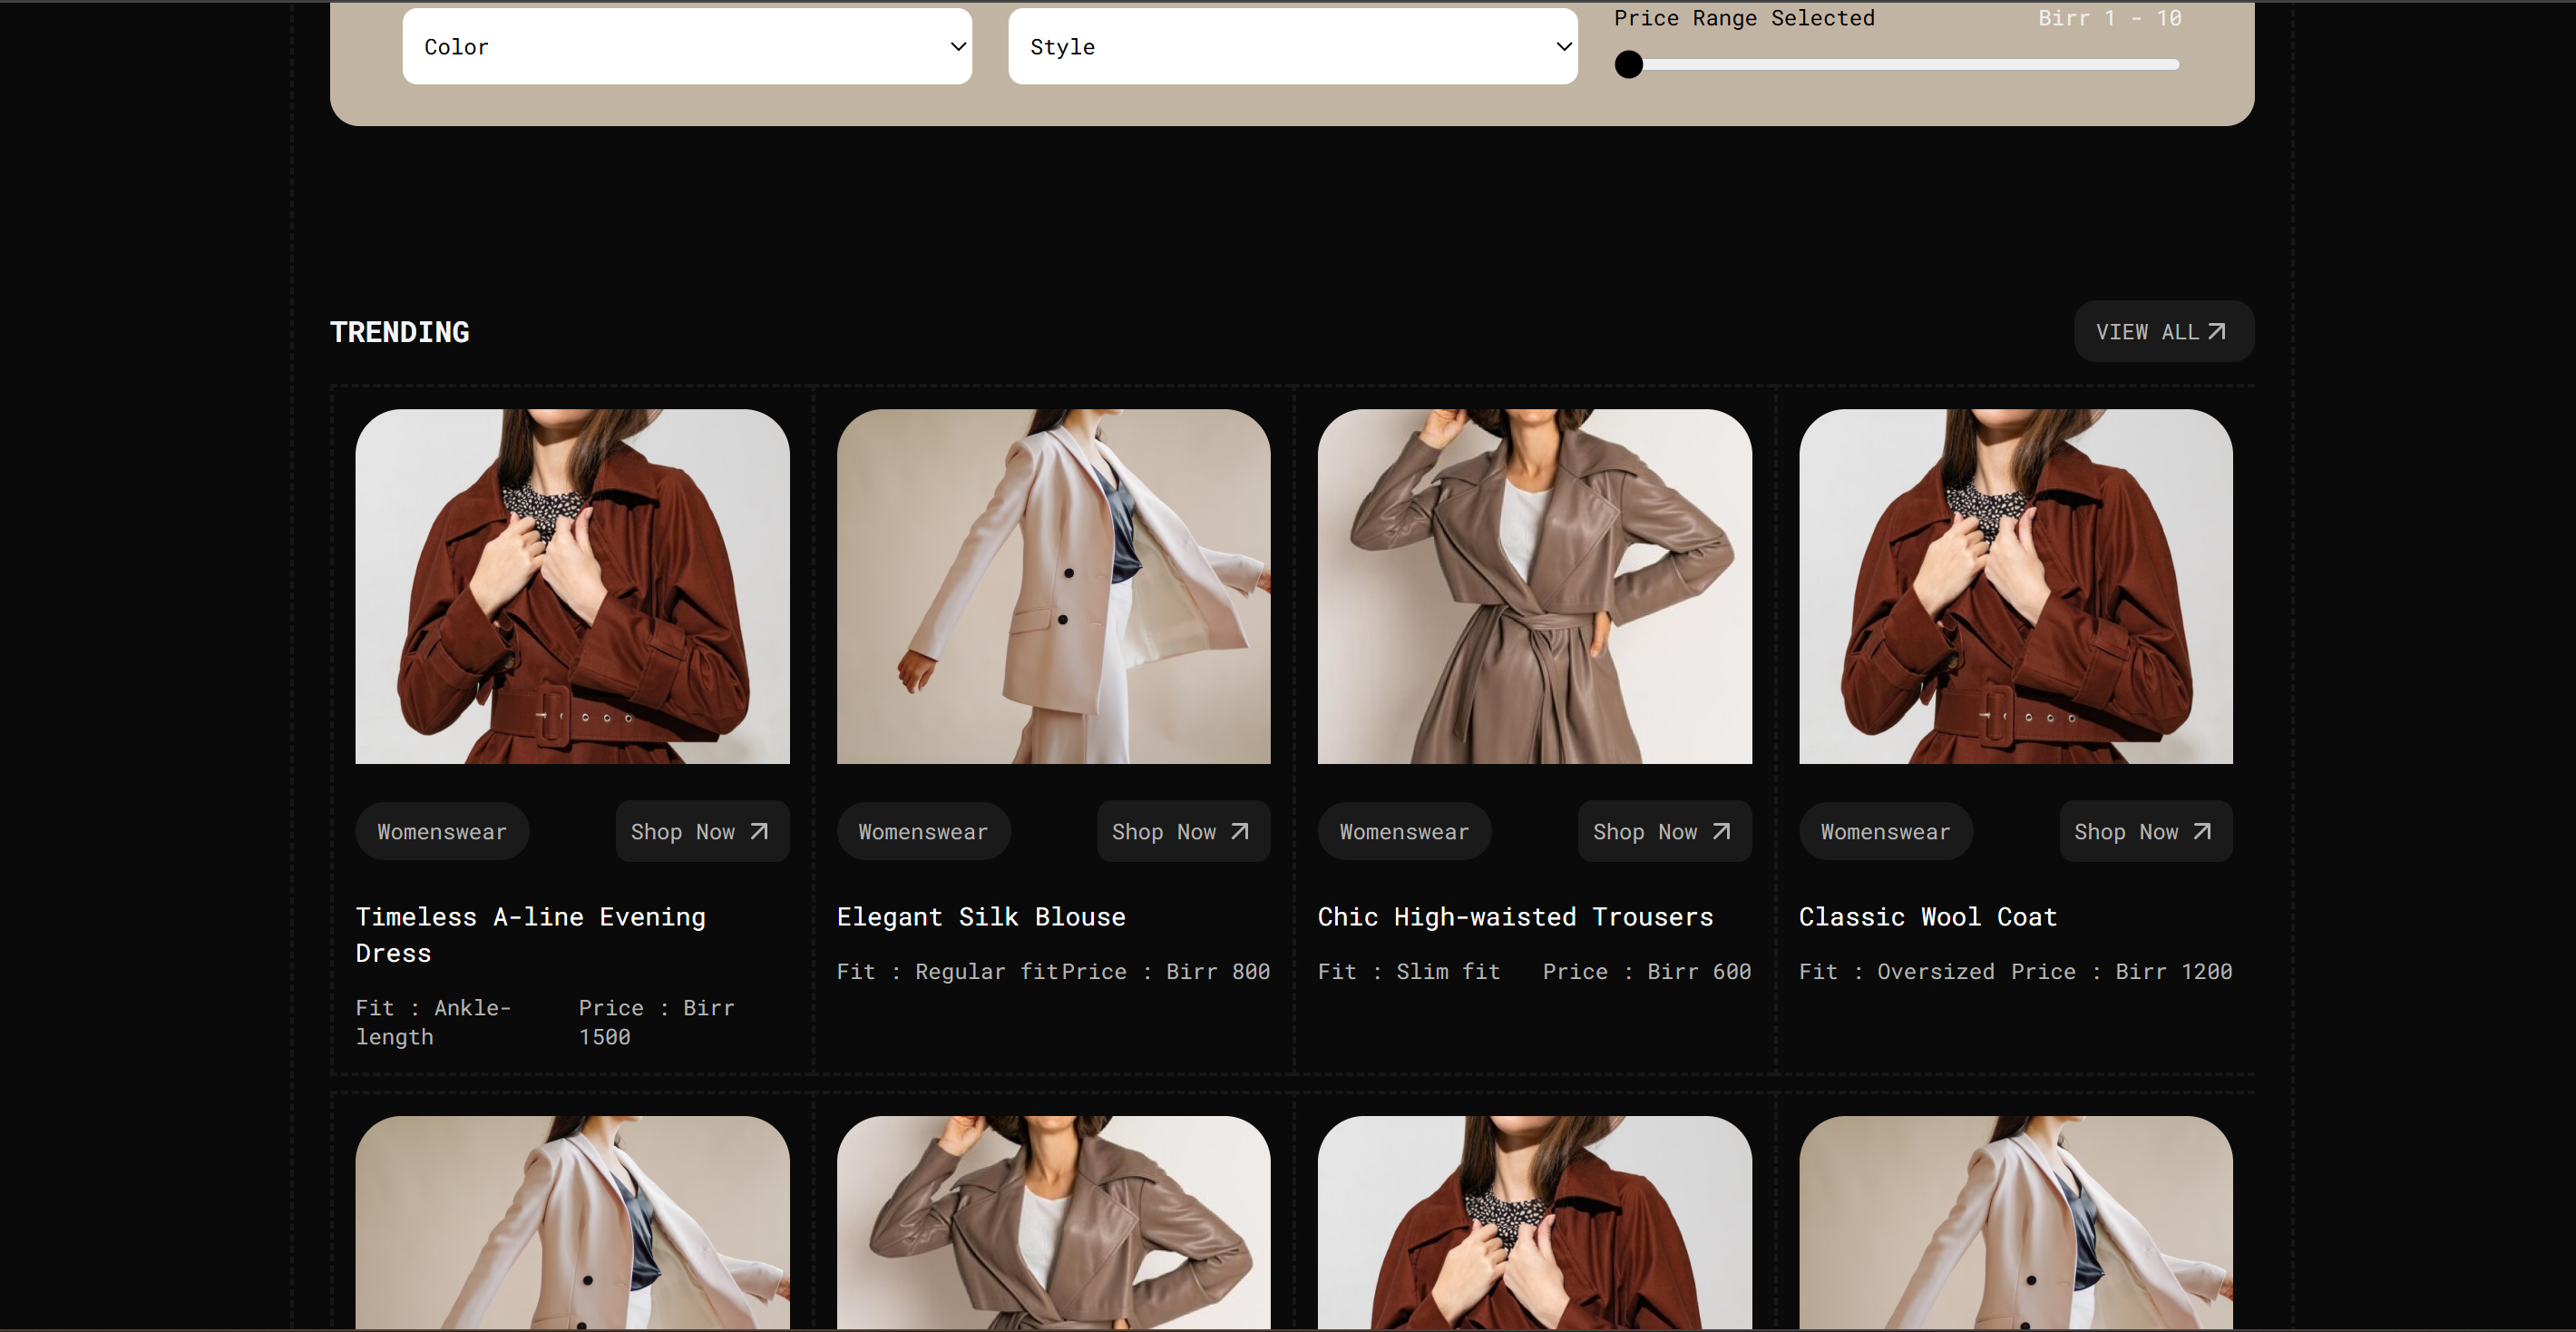 Color
Style
Price Range Selected
Birr 1 - 10
TRENDING
VIEW ALL
Womenswear
Shop Now
Womenswear
Shop Now
Womenswear
Shop Now
Womenswear
Shop Now
Timeless A-line Evening
Dress
Fit : Ankle-
length
Price : Birr
1500
Elegant Silk Blouse
Fit : Regular fit
Price : Birr 800
Chic High-waisted Trousers
Fit : Slim fit
Price : Birr 600
Classic Wool Coat
Fit : Oversized
Price : Birr 1200